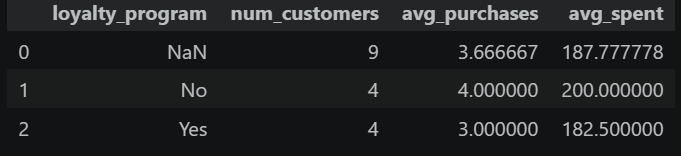 loyalty_program num_customers avg_purchases avg_spent
0 NaN 9 3.666667 187.777778
1 No 4 4.000000 200.000000
2 Yes 4 3.000000 182.500000